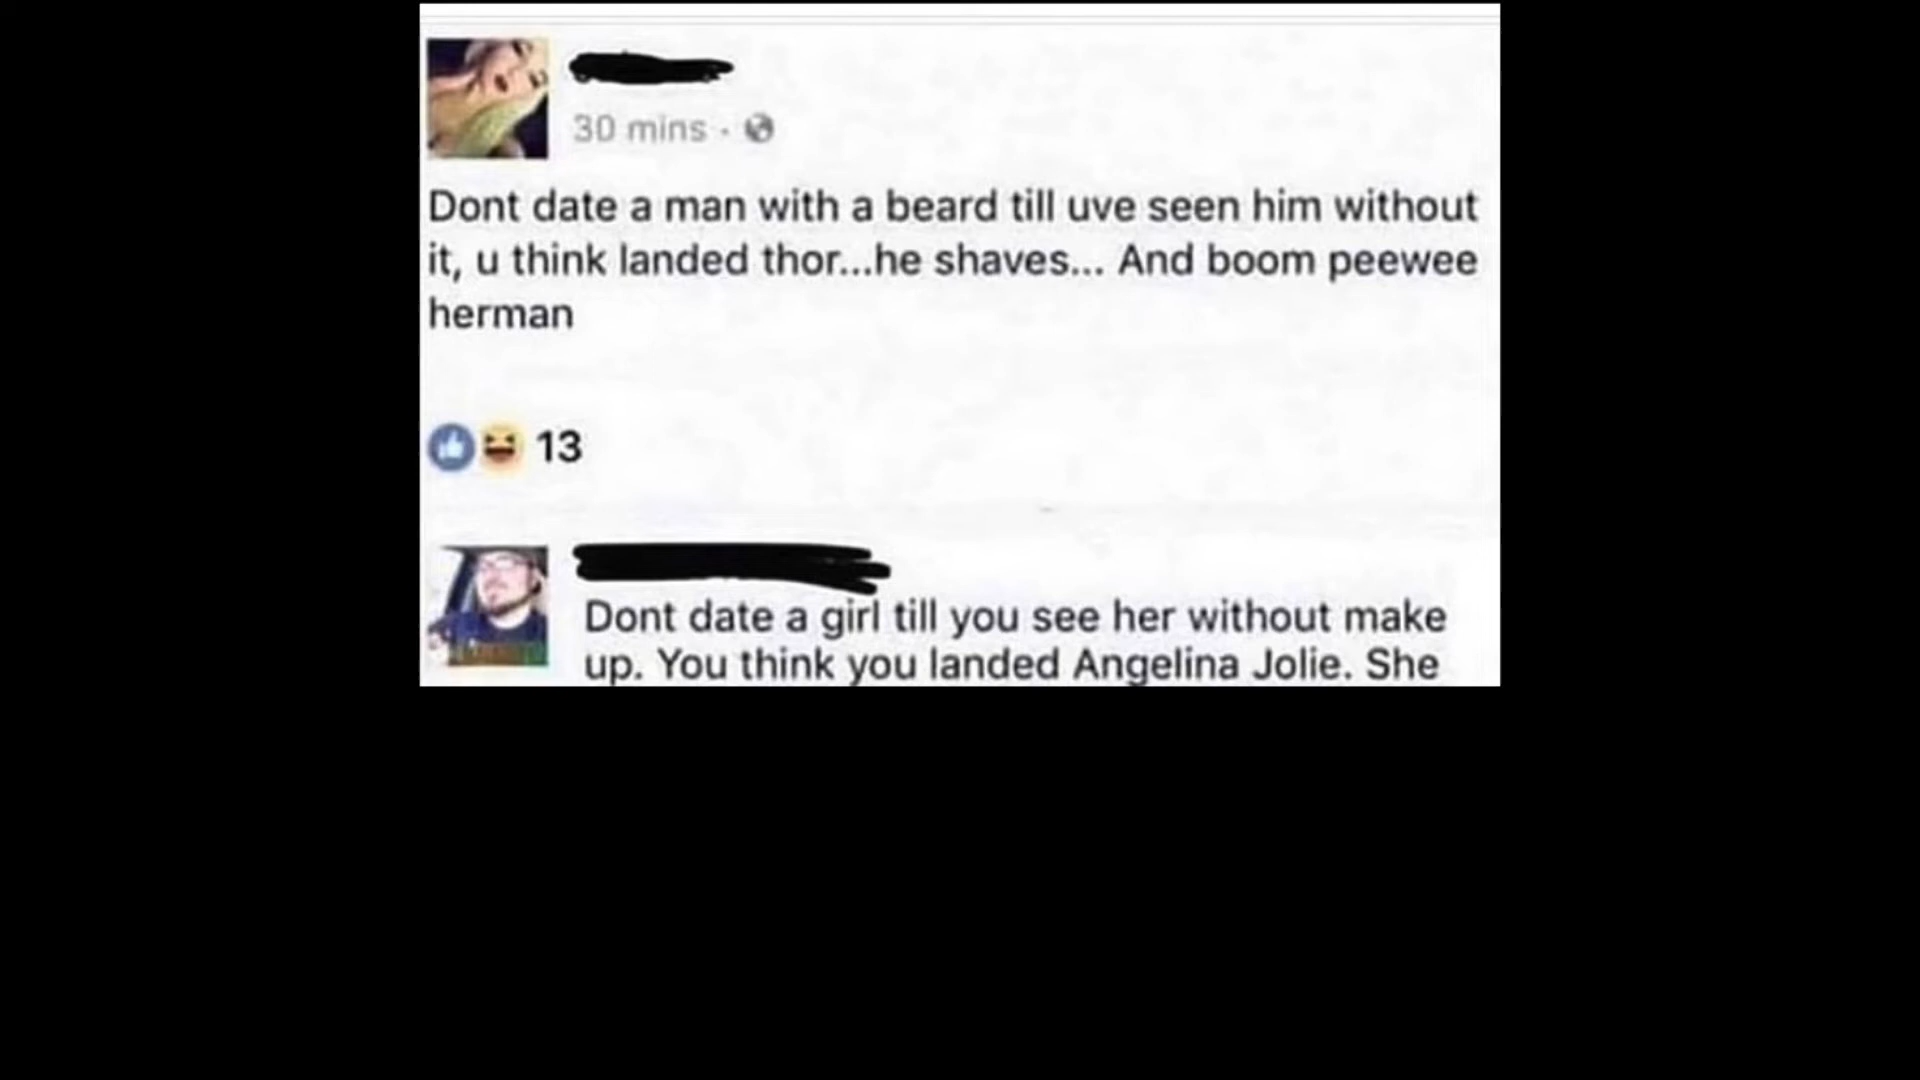 30 mins ·
Dont date a man with a beard till uve seen him without
it, u think landed thor...he shaves... And boom peewee
herman
13
Dont date a girl till you see her without make
up. You think you landed Angelina Jolie. She